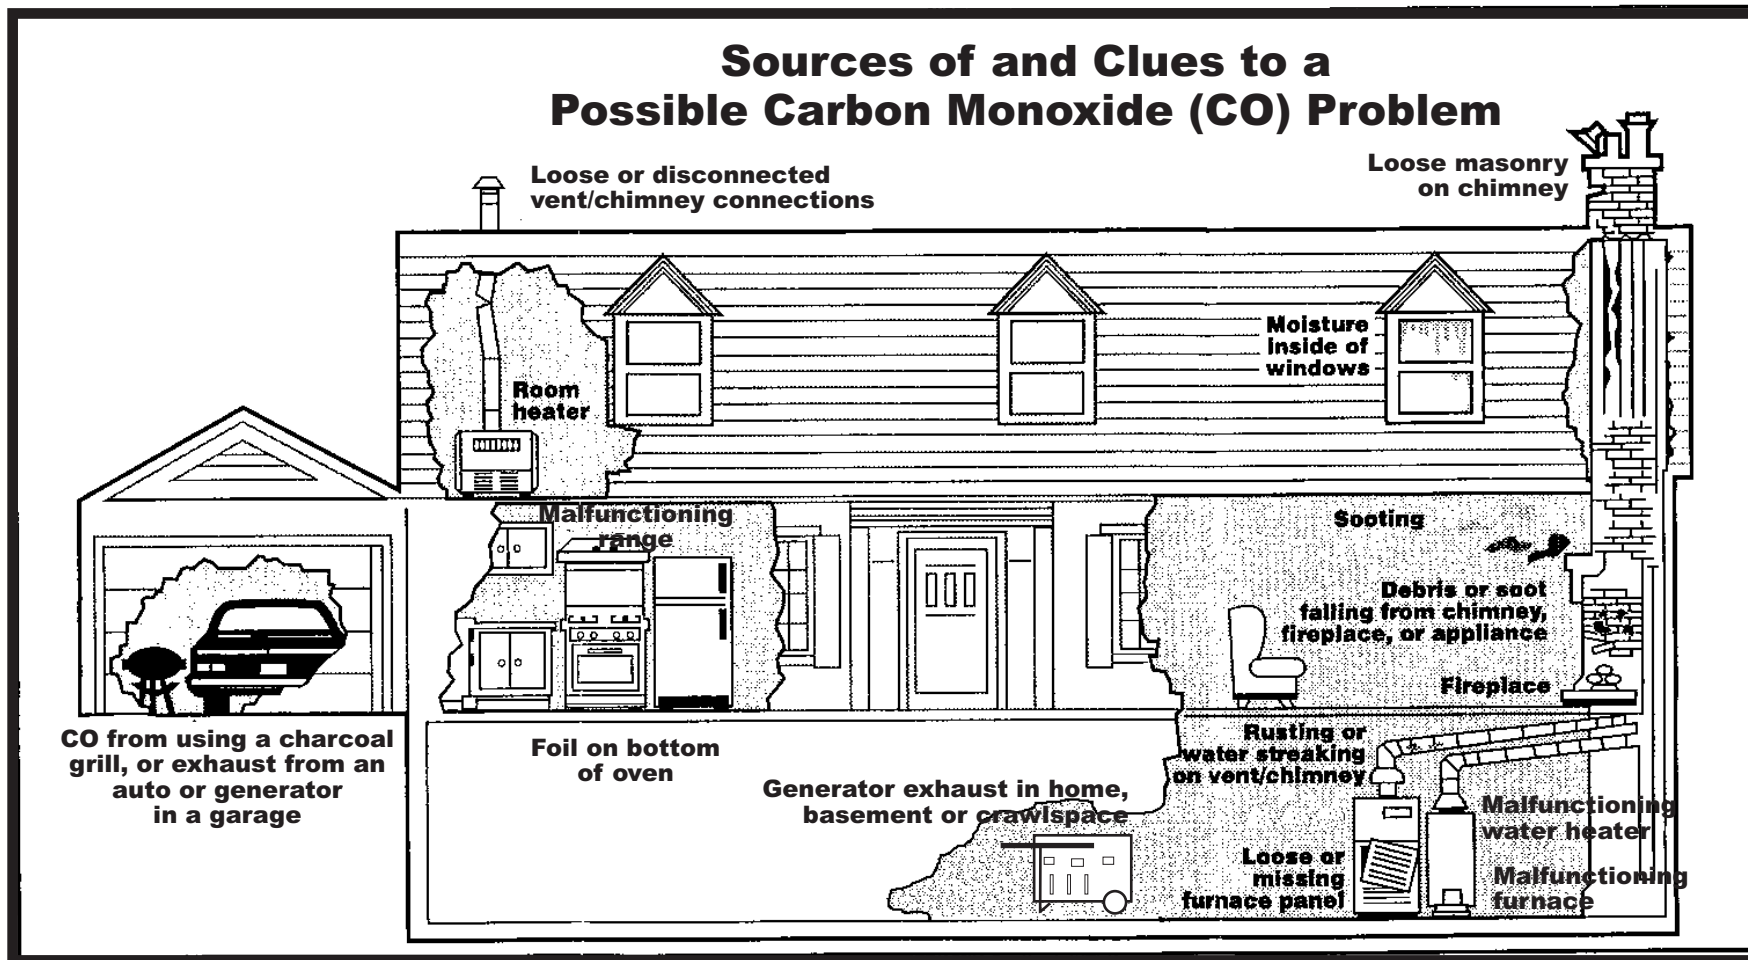 Sources of and Clues to a
Possible Carbon Monoxide (CO) Problem
Loose or disconnected
vent/chimney connections
Loose masonry
on chimney
Moisture
inside of
windows
Room
heater
Malfunctioning
range
Sooting
Debris or soot
falling from chimney,
fireplace, or appliance
Fireplace
CO from using a charcoal
grill, or exhaust from an
auto or generator
in a garage
Foil on bottom
of oven
Generator exhaust in home,
basement or crawlspace
Rusting or
water streaking
on vent/chimney
Malfunctioning
water heater
Loose or
missing
furnace panel
Malfunctioning
furnace